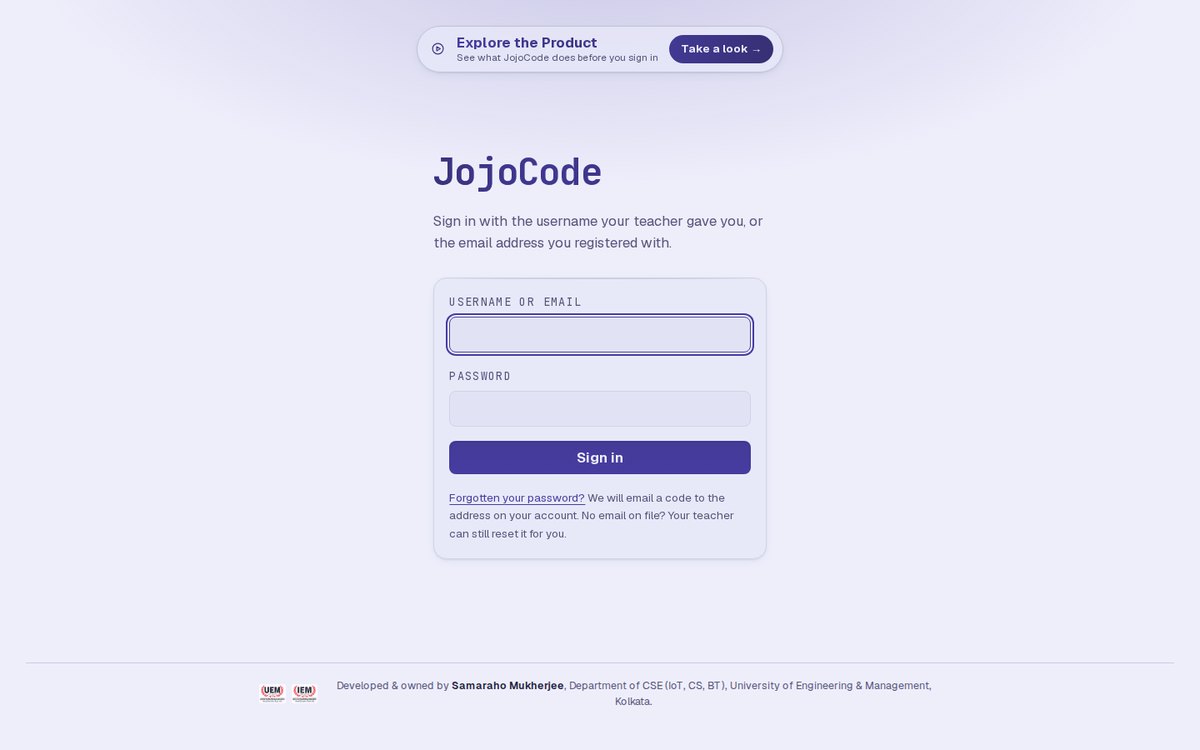 Explore the Product
See what JojoCode does before you sign in
Take a look →
JojoCode
Sign in with the username your teacher gave you, or
the email address you registered with.
USERNAME OR EMAIL
PASSWORD
Sign in
Forgotten your password? We will email a code to the
address on your account. No email on file? Your teacher
can still reset it for you.
UEM
IEM
Developed & owned by Samaraho Mukherjee, Department of CSE (IoT, CS, BT), University of Engineering & Management,
Kolkata.